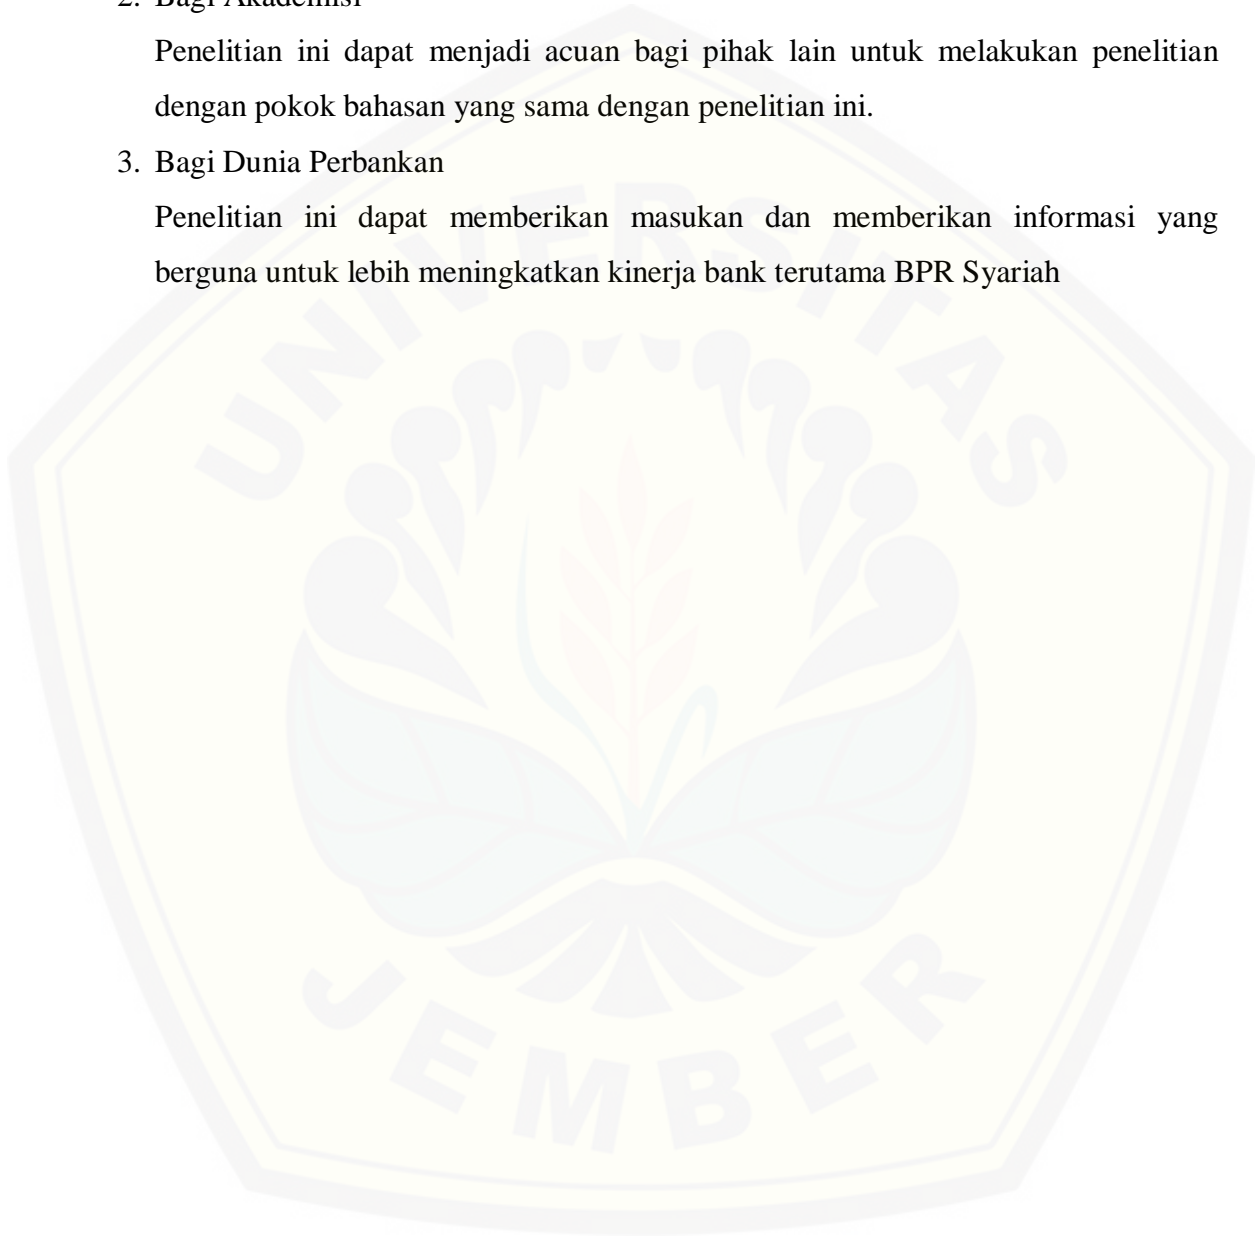 2. Bagi Akademisi
Penelitian ini dapat menjadi acuan bagi pihak lain untuk melakukan penelitian
dengan pokok bahasan yang sama dengan penelitian ini.
3. Bagi Dunia Perbankan
Penelitian ini dapat memberikan masukan dan memberikan informasi yang
berguna untuk lebih meningkatkan kinerja bank terutama BPR Syariah
UNIVERSITAS
JEMBER